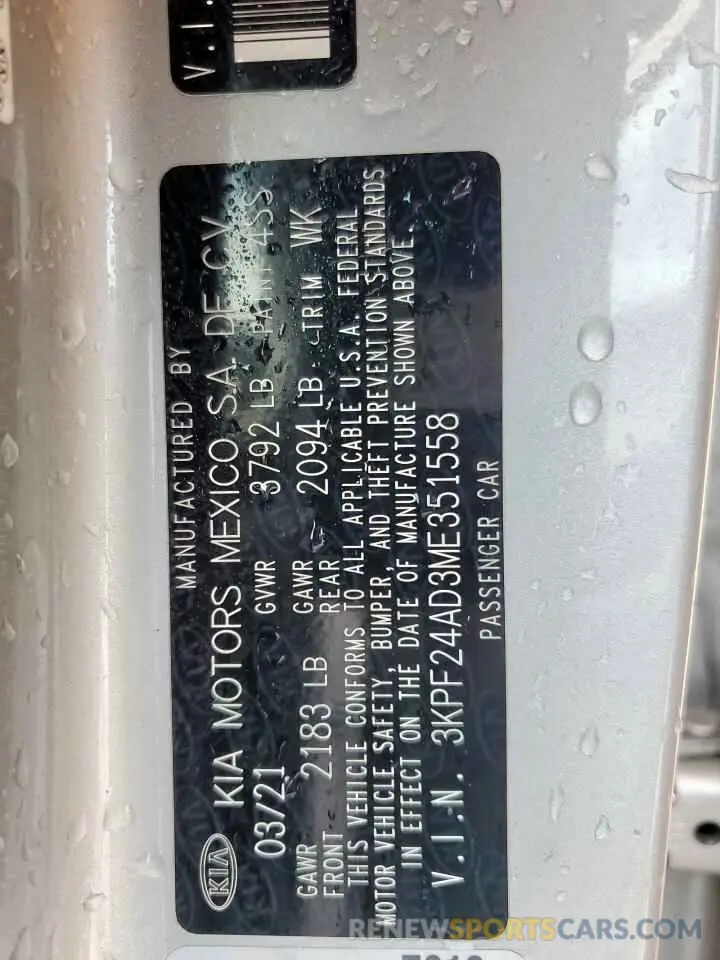 V.I.
MANUFACTURED BY
KIA KIA MOTORS MEXICO S.A. DE C.V.
03/21 GVWR 3792 LB PAINT 4SS
GAWR FRONT 2183 LB GAWR REAR 2094 LB TRIM WK
THIS VEHICLE CONFORMS TO ALL APPLICABLE U.S.A. FEDERAL
MOTOR VEHICLE SAFETY, BUMPER, AND THEFT PREVENTION STANDARDS
IN EFFECT ON THE DATE OF MANUFACTURE SHOWN ABOVE.
V.I.N. 3KPF24AD3ME351558
PASSENGER CAR
RENEWSPORTSCARS.COM